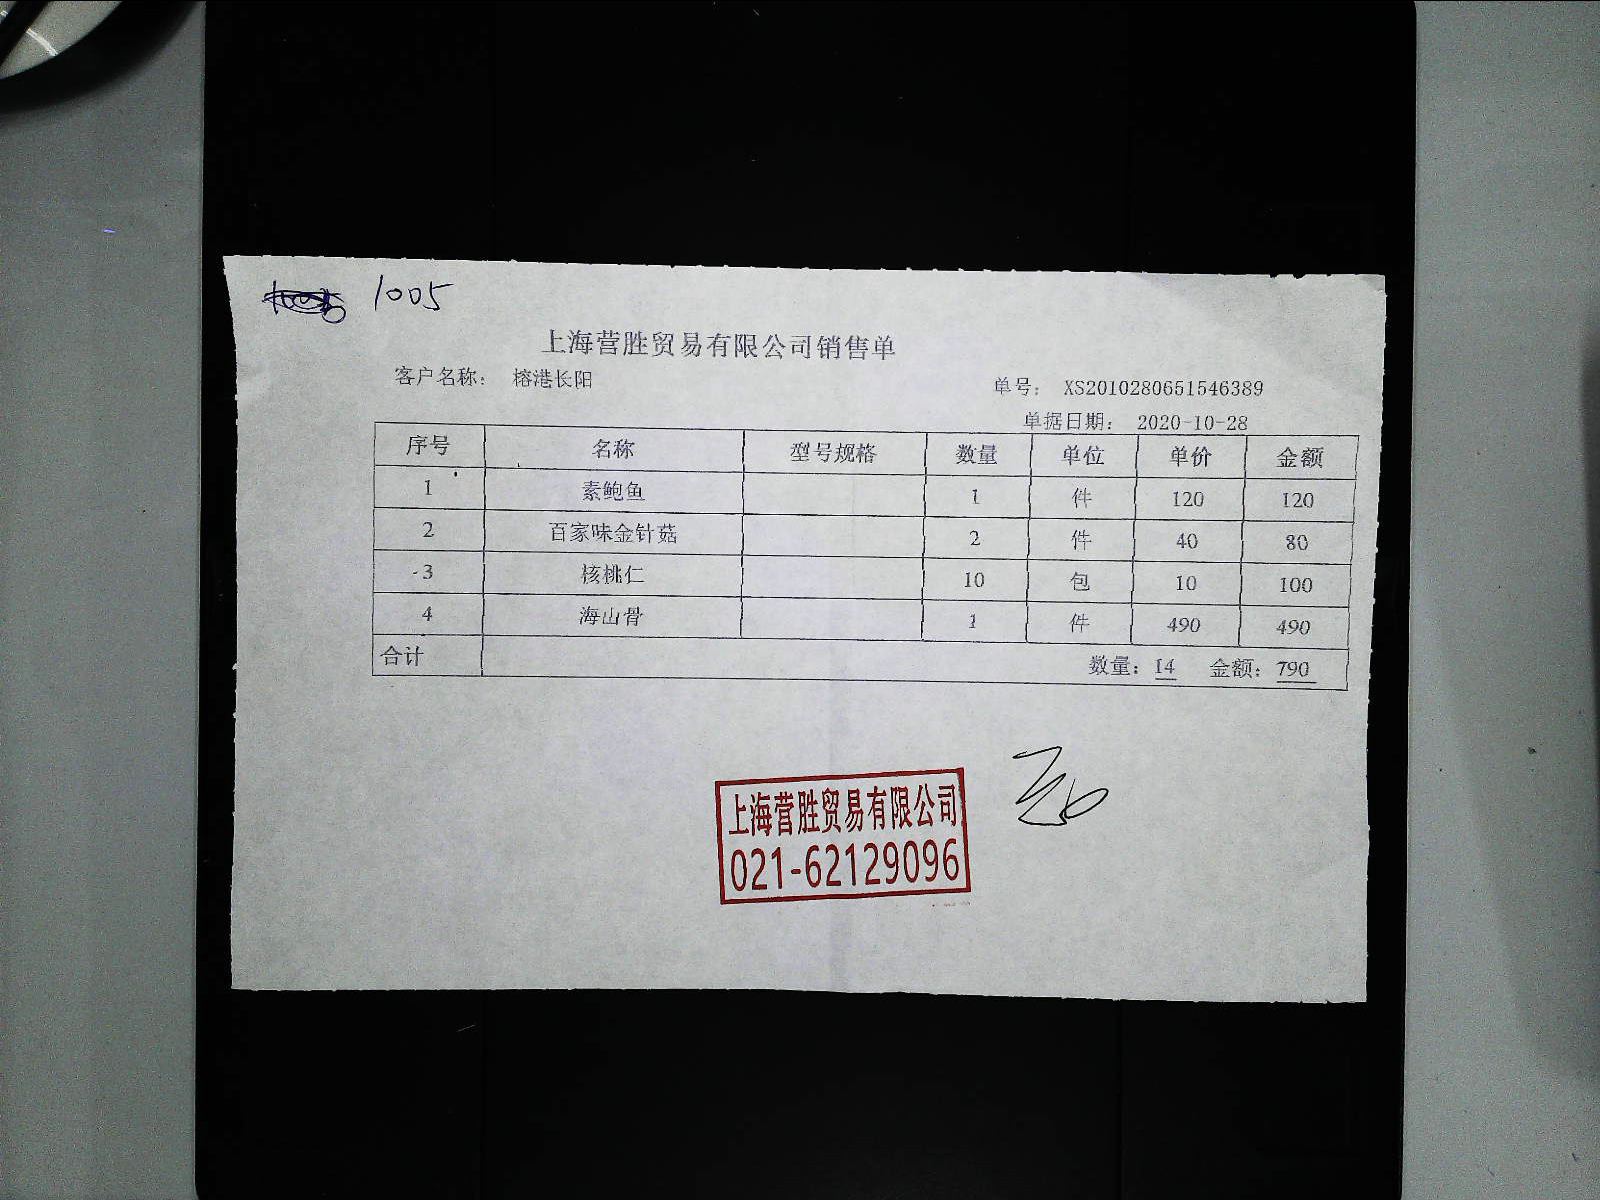 1005
上海营胜贸易有限公司销售单
客户名称: 榕港长阳 单号: XS2010280651546389
单据日期: 2020-10-28
序号 名称 型号规格 数量 单位 单价 金额
1 素鲍鱼 1 件 120 120
2 百家味金针菇 2 件 40 80
-3 核桃仁 10 包 10 100
4 海山骨 1 件 490 490
合计 数量: 14 金额: 790
上海营胜贸易有限公司
021-62129096